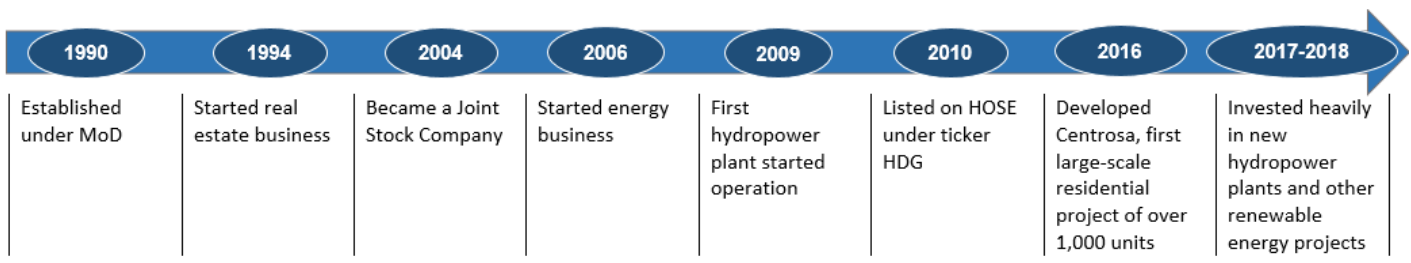 1990
1994
2004
2006
2009
2010
2016
2017-2018
Established
under MoD
Started real
estate business
Became a Joint
Stock Company
Started energy
business
First
hydropower
plant started
operation
Listed on HOSE
under ticker
HDG
Developed
Centrosa, first
large-scale
residential
project of over
1,000 units
Invested heavily
in new
hydropower
plants and other
renewable
energy projects